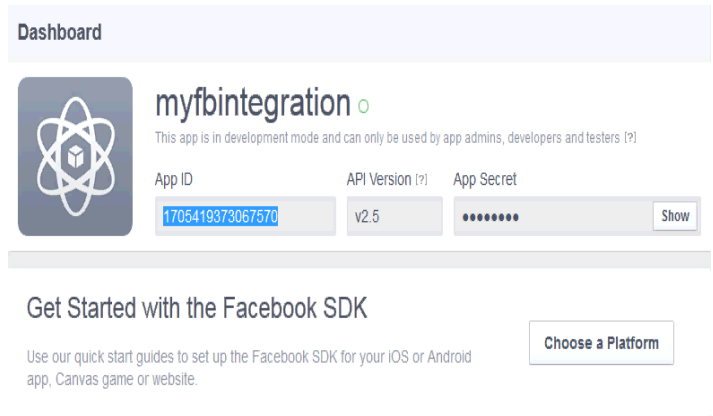 Dashboard
myfbintegration
This app is in development mode and can only be used by app admins, developers and testers [?]
App ID API Version [?] App Secret
1705419373067570 v2.5 •••••••• Show
Get Started with the Facebook SDK
Choose a Platform
Use our quick start guides to set up the Facebook SDK for your iOS or Android
app, Canvas game or website.